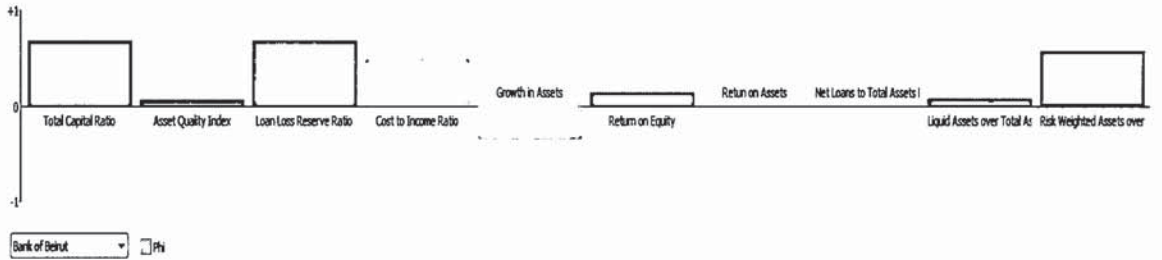 +1
Growth in Assets
Retun on Assets
Net Loans to Total Assets I
0
Total Capital Ratio
Asset Quality Index
Loan Loss Reserve Ratio
Cost to Income Ratio
Return on Equity
Liquid Assets over Total As
Risk Weighted Assets over
-1
Bank of Beirut
Phi